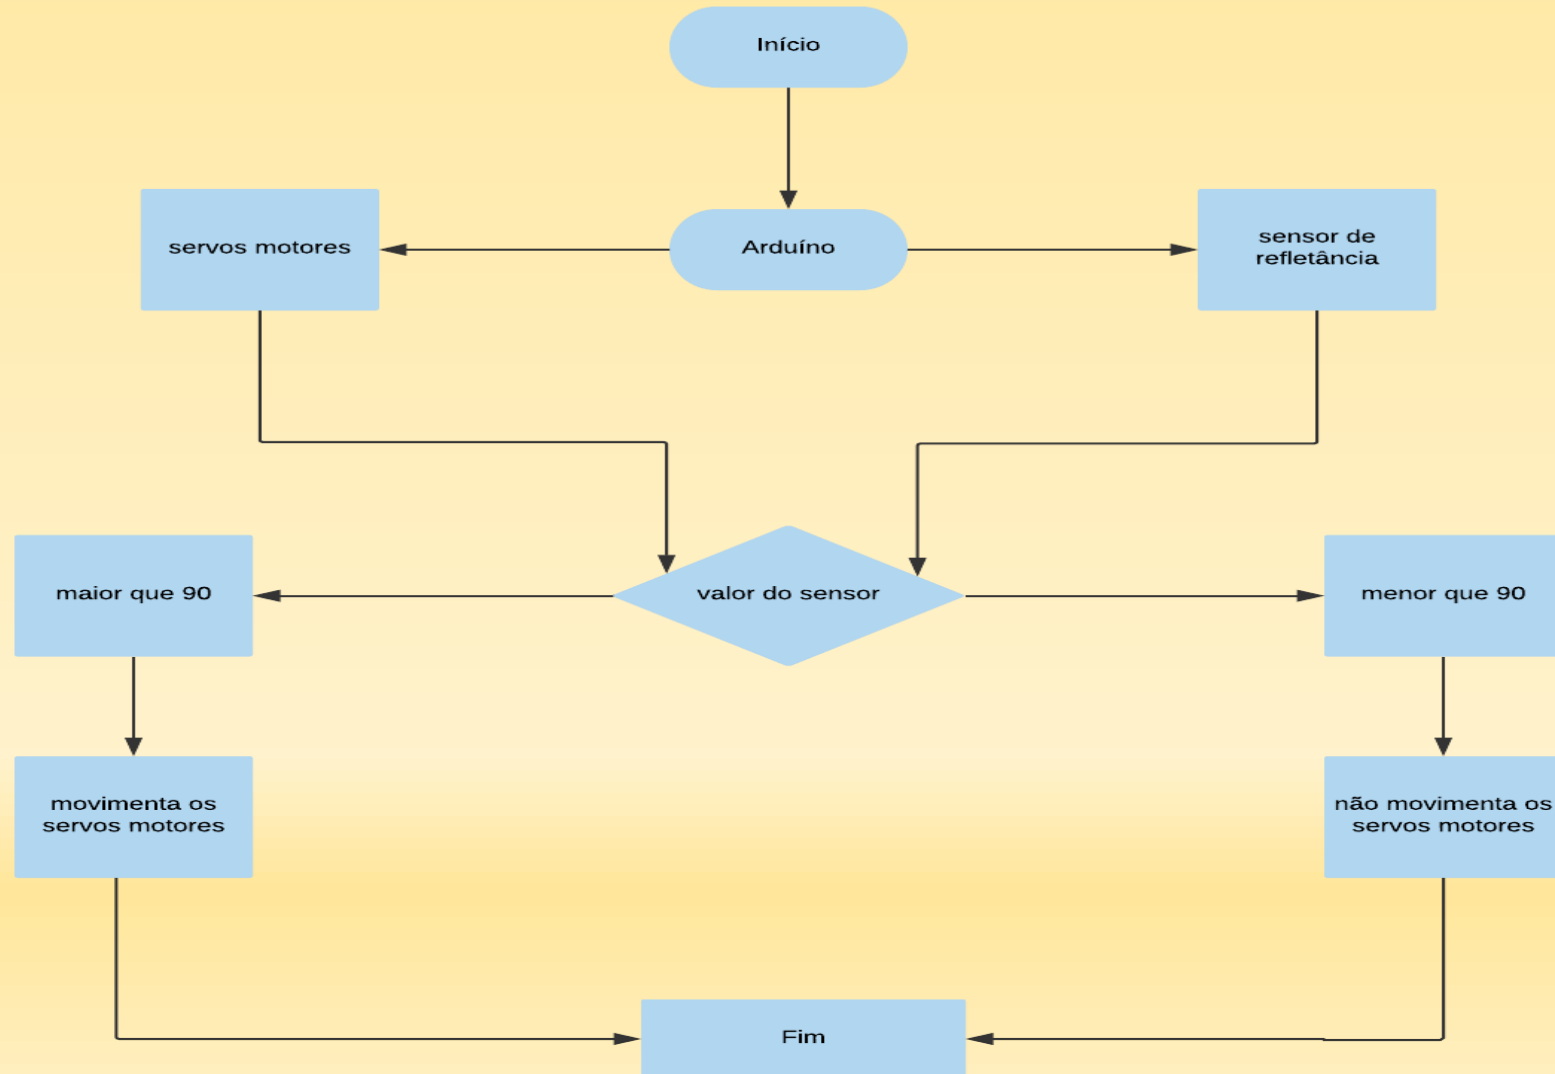 Início
servos motores
Arduíno
sensor de
refletância
maior que 90
valor do sensor
menor que 90
movimenta os
servos motores
não movimenta os
servos motores
Fim